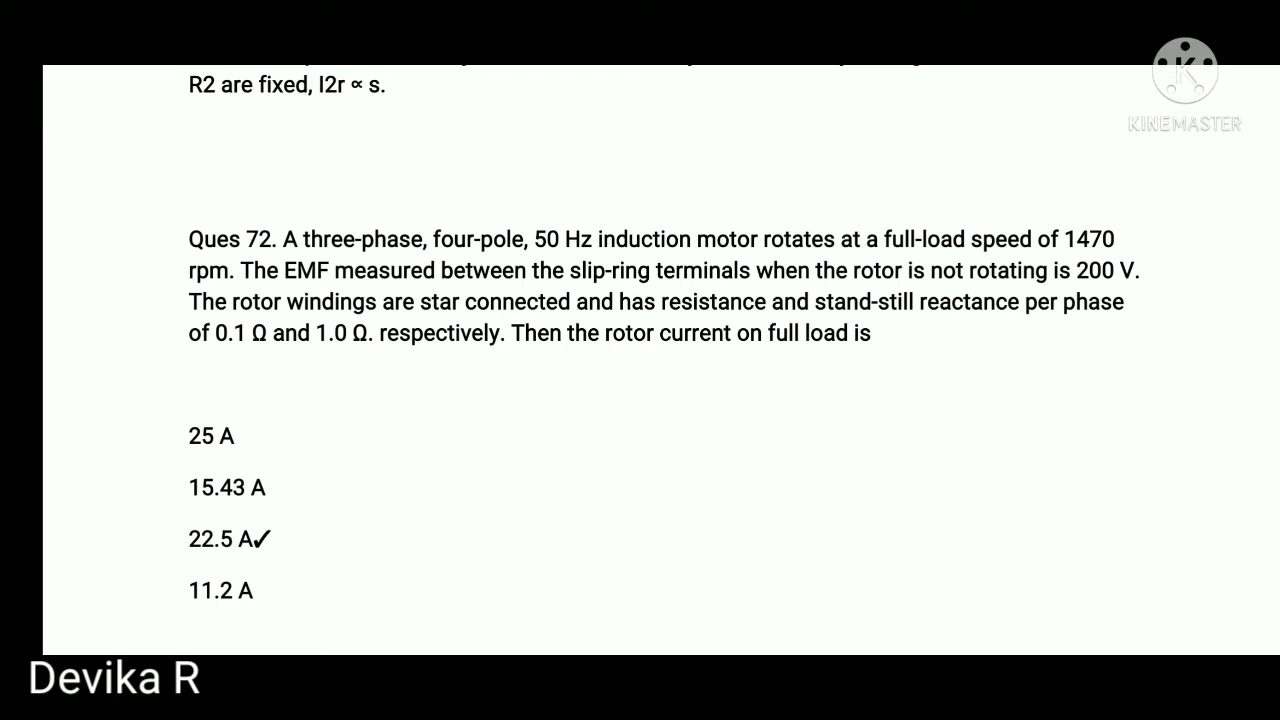 R2 are fixed, I2r ∝ s.
KINEMASTER
Ques 72. A three-phase, four-pole, 50 Hz induction motor rotates at a full-load speed of 1470
rpm. The EMF measured between the slip-ring terminals when the rotor is not rotating is 200 V.
The rotor windings are star connected and has resistance and stand-still reactance per phase
of 0.1 Ω and 1.0 Ω. respectively. Then the rotor current on full load is
25 A
15.43 A
22.5 A✓
11.2 A
Devika R